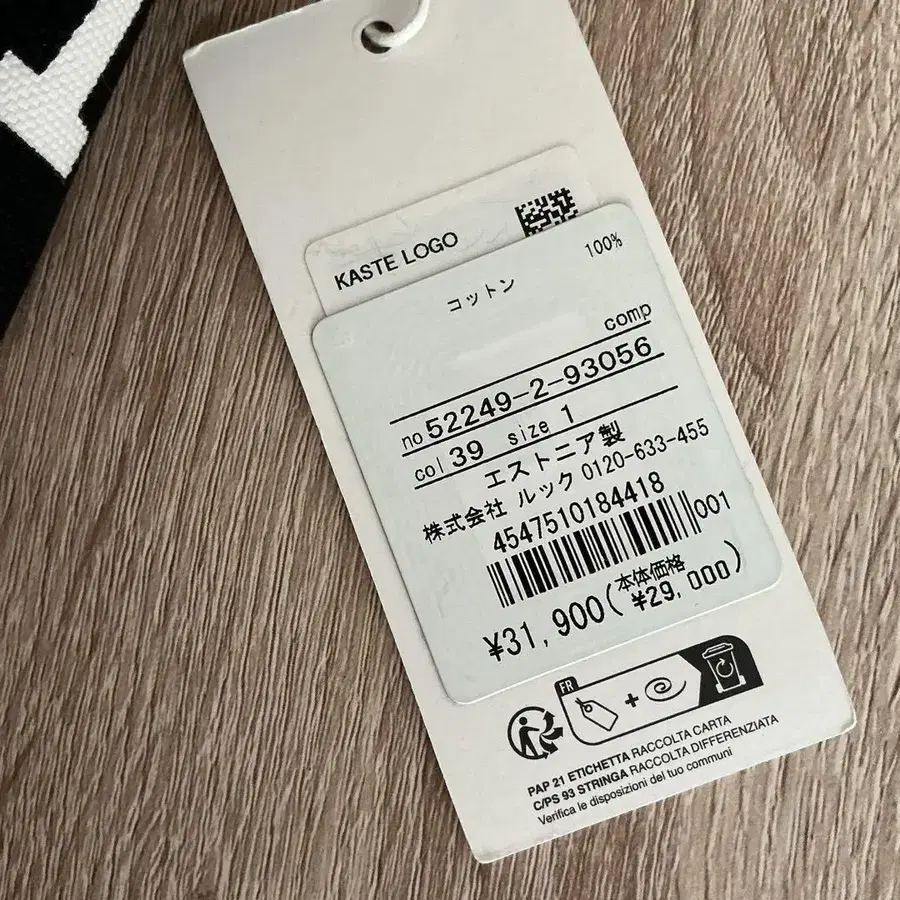 KASTE LOGO
コットン 100%
comp
no 52249-2-93056
col 39 size 1
エストニア製
株式会社 ルック 0120-633-455
4547510184418
001
¥31,900(本体価格 ¥29,000)
FR
PAP 21 ETICHETTA RACCOLTA CARTA
C/PS 93 STRINGA RACCOLTA DIFFERENZIATA
Verifica le disposizioni del tuo comuni